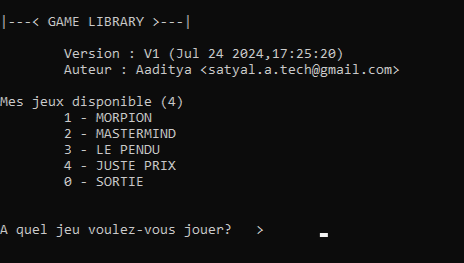 |---< GAME LIBRARY >---|
Version : V1 (Jul 24 2024,17:25:20)
Auteur : Aaditya <satyal.a.tech@gmail.com>
Mes jeux disponible (4)
1 - MORPION
2 - MASTERMIND
3 - LE PENDU
4 - JUSTE PRIX
0 - SORTIE
A quel jeu voulez-vous jouer? >